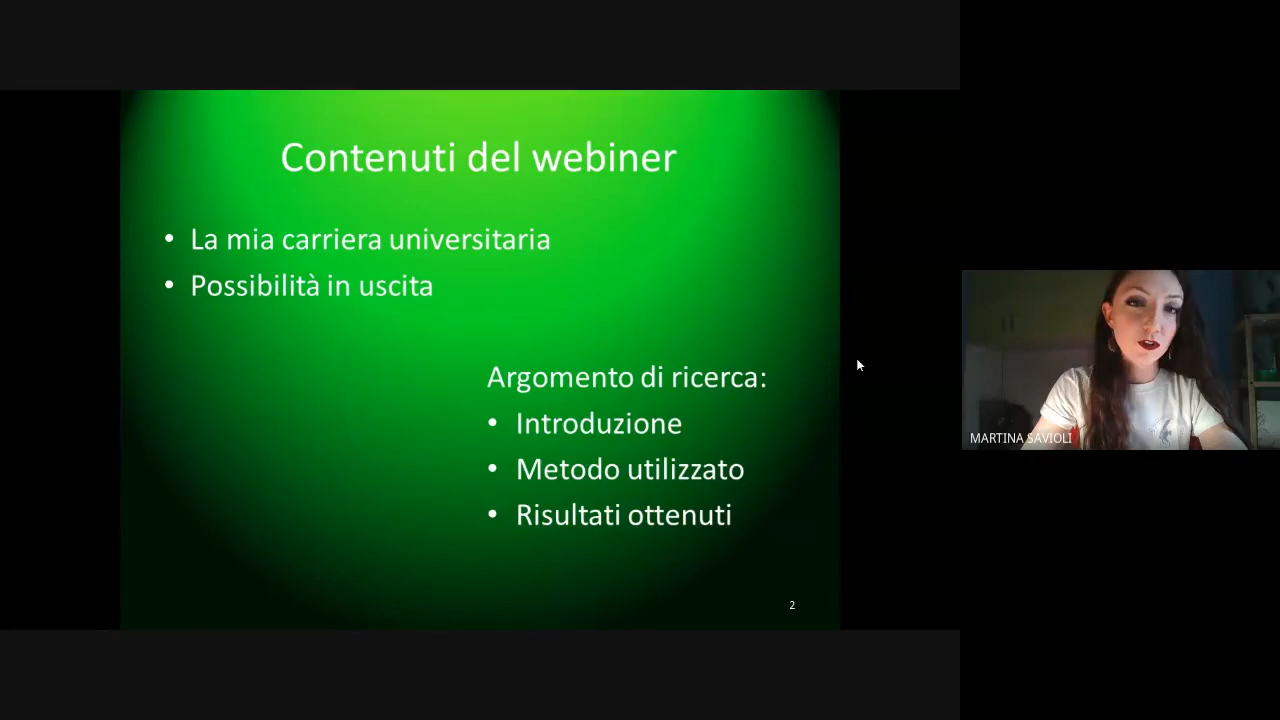 Contenuti del webiner
• La mia carriera universitaria
• Possibilità in uscita
Argomento di ricerca:
• Introduzione
• Metodo utilizzato
• Risultati ottenuti
2
MARTINA SAVIOLI